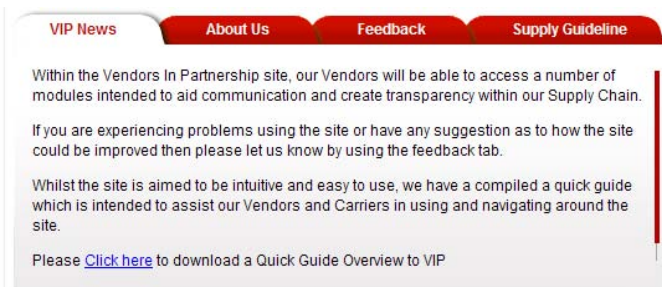 VIP News About Us Feedback Supply Guideline
Within the Vendors In Partnership site, our Vendors will be able to access a number of
modules intended to aid communication and create transparency within our Supply Chain.
If you are experiencing problems using the site or have any suggestion as to how the site
could be improved then please let us know by using the feedback tab.
Whilst the site is aimed to be intuitive and easy to use, we have a compiled a quick guide
which is intended to assist our Vendors and Carriers in using and navigating around the
site.
Please Click here to download a Quick Guide Overview to VIP